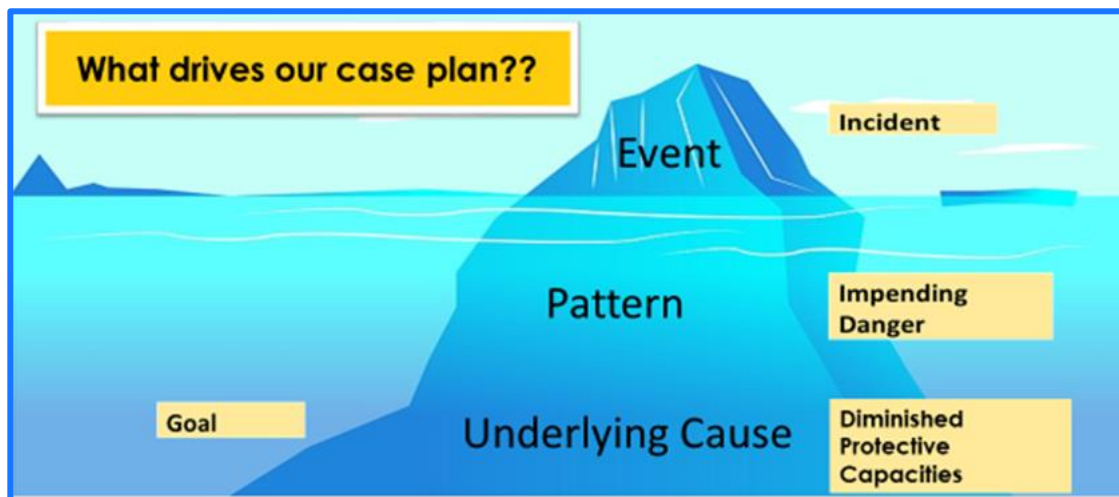 What drives our case plan??
Incident
Event
Pattern
Impending
Danger
Goal
Underlying Cause
Diminished
Protective
Capacities